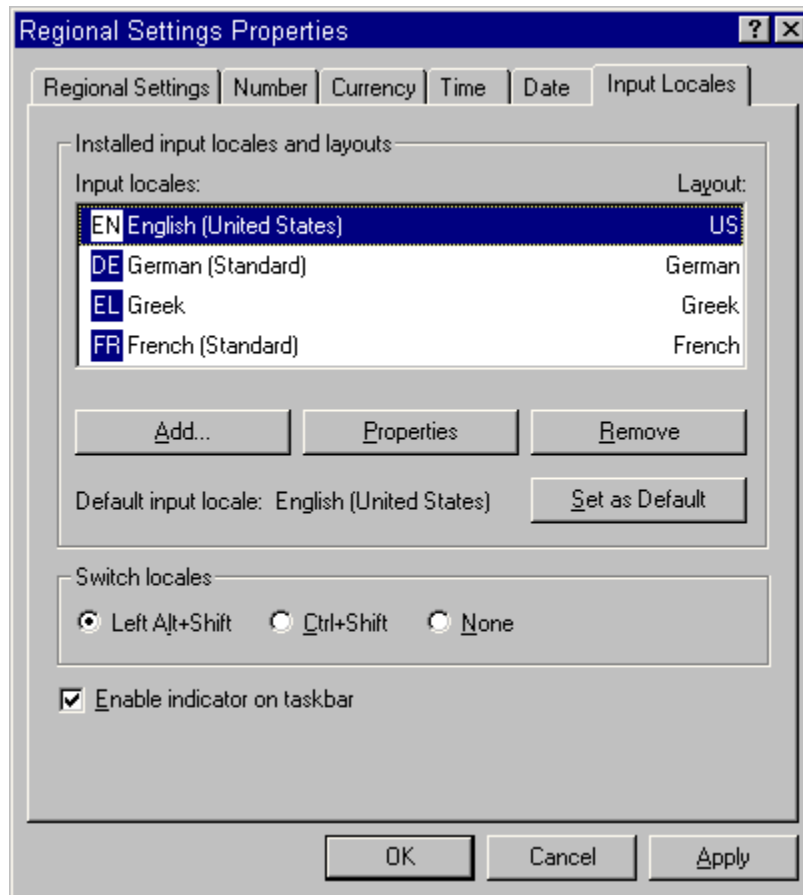 Regional Settings Properties
Regional Settings Number Currency Time Date Input Locales
Installed input locales and layouts
Input locales: Layout:
EN English (United States) US
DE German (Standard) German
EL Greek Greek
FR French (Standard) French
Add... Properties Remove
Default input locale: English (United States) Set as Default
Switch locales
Left Alt+Shift Ctrl+Shift None
Enable indicator on taskbar
OK Cancel Apply